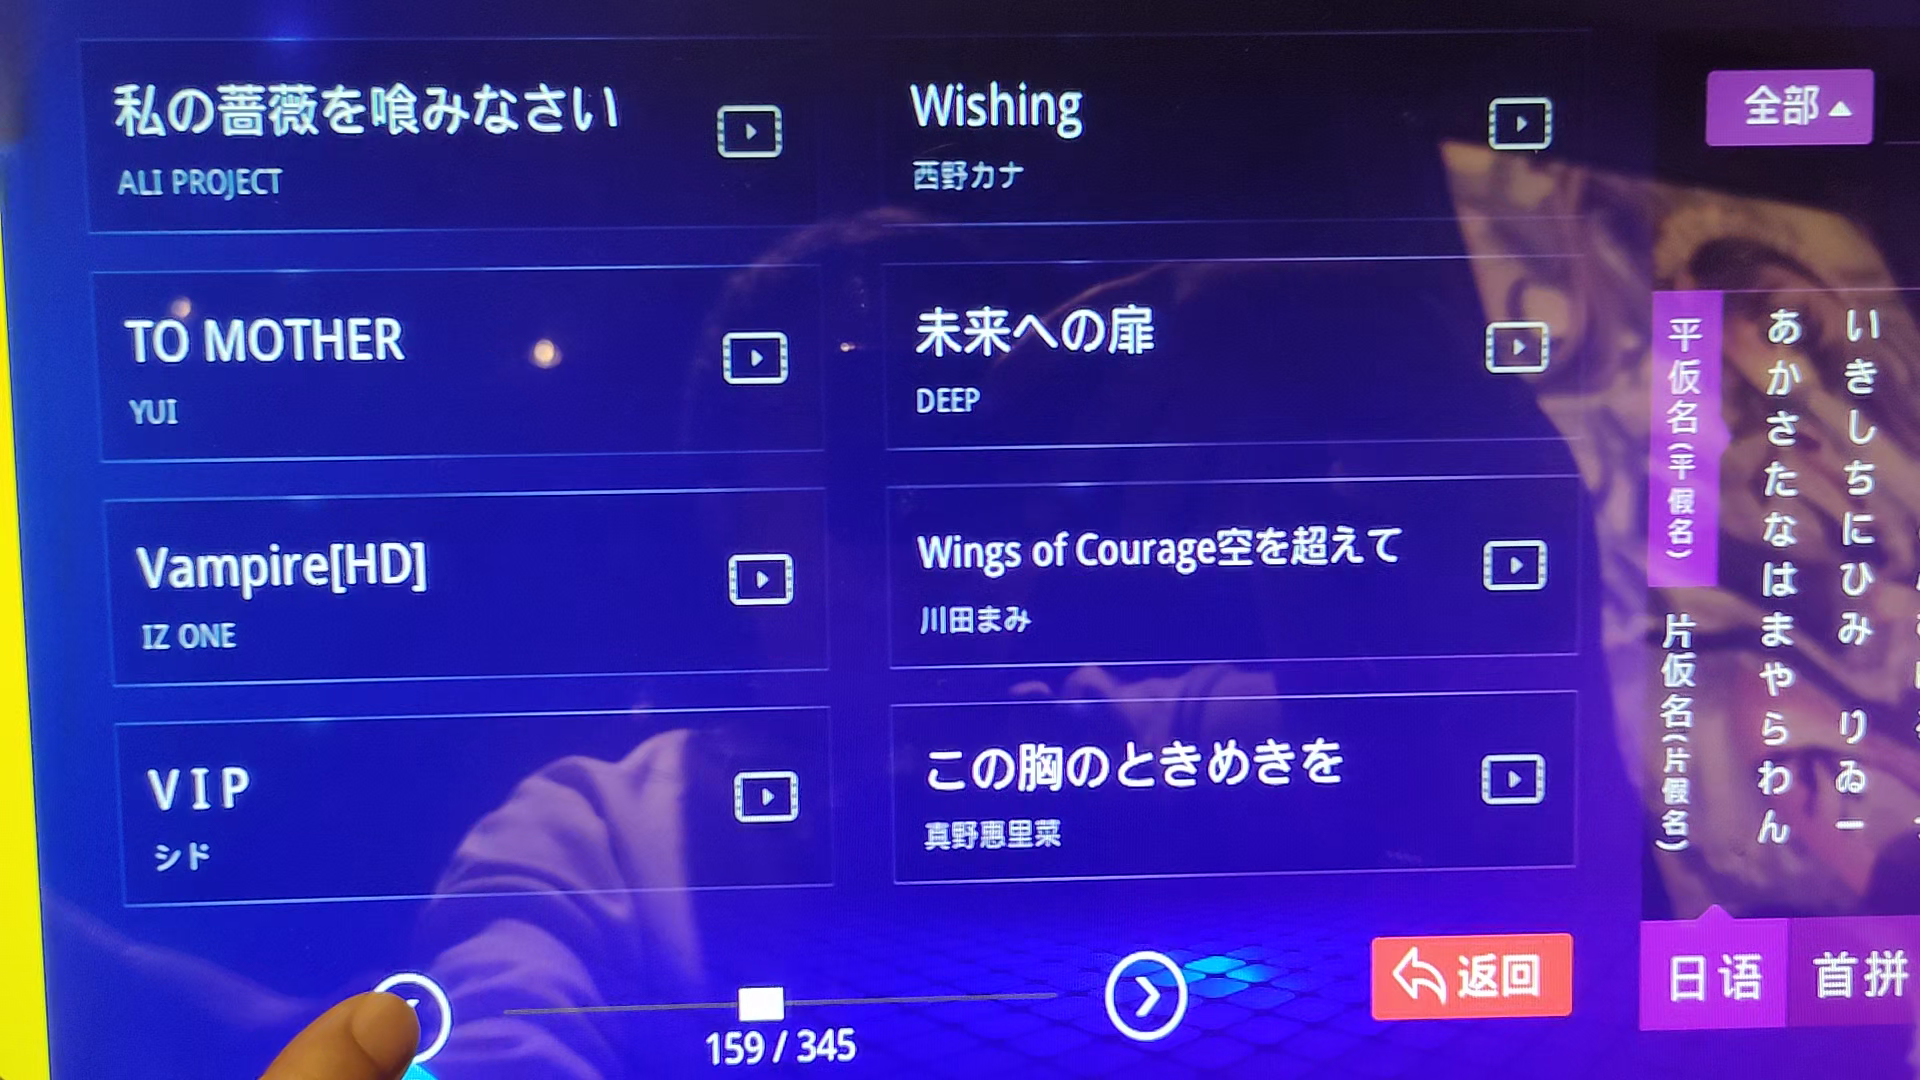 私の薔薇を喰みなさい
ALI PROJECT
Wishing
西野カナ
TO MOTHER
YUI
未来への扉
DEEP
Vampire[HD]
IZ ONE
Wings of Courage空を超えて
川田まみ
V I P
シド
この胸のときめきを
真野惠里菜
159 / 345
返回
全部
平仮名(平假名)
片仮名(片假名)
あかさたなはまやらわん
いきしちにひみ りゐー
日语
首拼